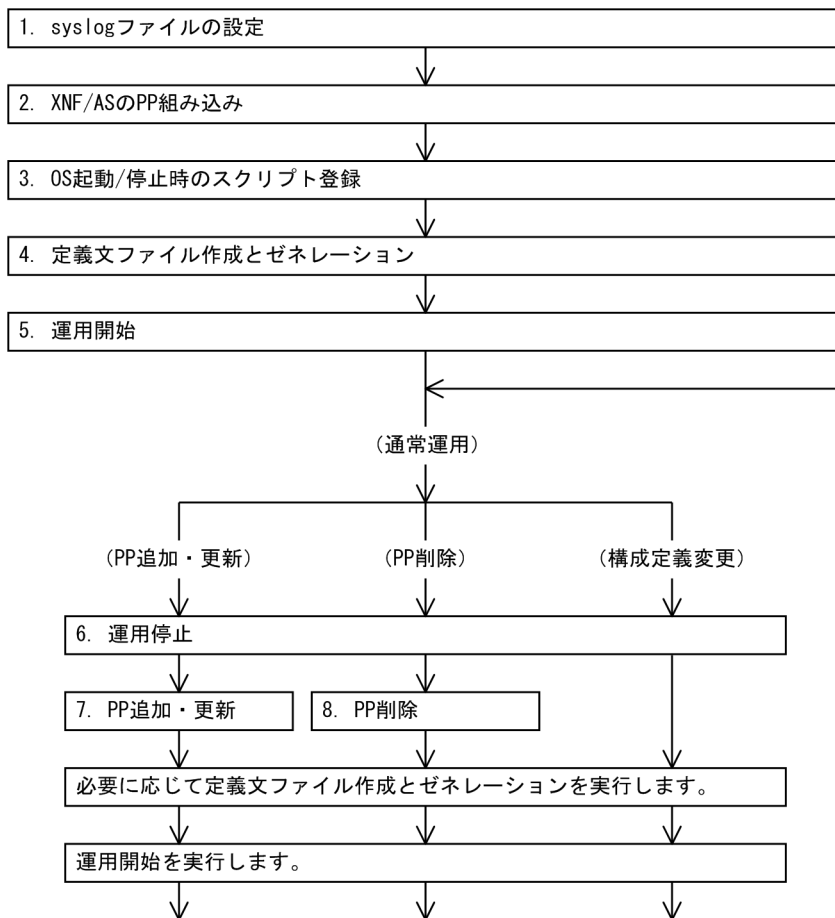 1. syslogファイルの設定
2. XNF/ASのPP組み込み
3. OS起動/停止時のスクリプト登録
4. 定義文ファイル作成とゼネレーション
5. 運用開始
(通常運用)
(PP追加・更新) (PP削除) (構成定義変更)
6. 運用停止
7. PP追加・更新 8. PP削除
必要に応じて定義文ファイル作成とゼネレーションを実行します。
運用開始を実行します。